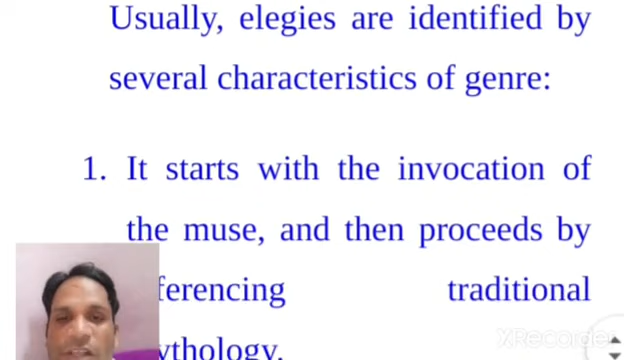 Usually, elegies are identified by
several characteristics of genre:
1. It starts with the invocation of
the muse, and then proceeds by
traditional
XRecorder